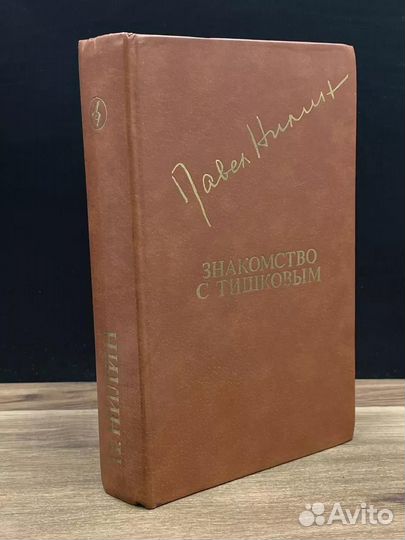 Павел Нилин
ЗНАКОМСТВО
С ТИШКОВЫМ
П. НИЛИН
Avito